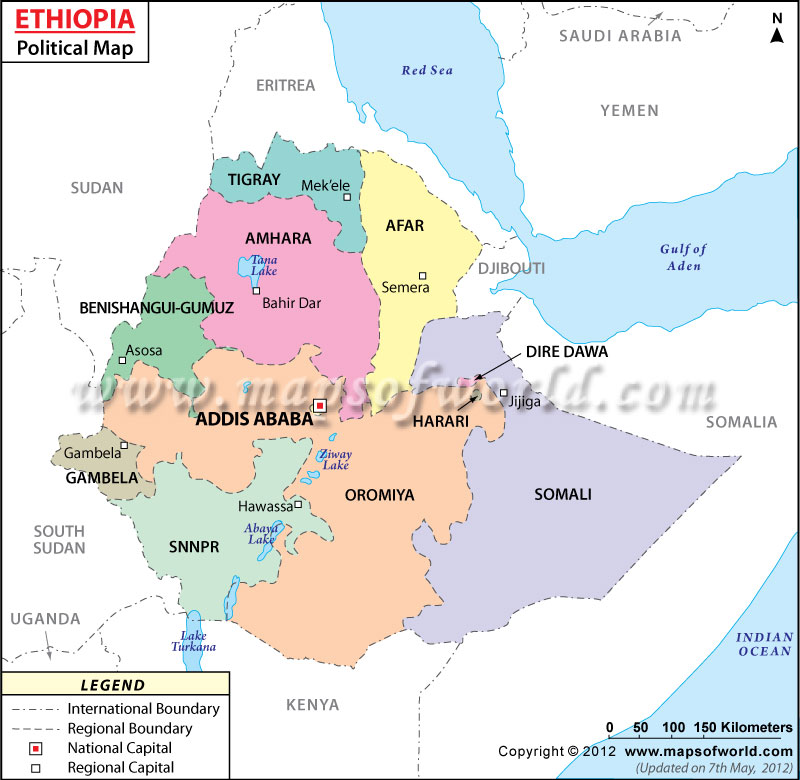 ETHIOPIA
Political Map
N
SAUDI ARABIA
Red Sea
ERITREA
YEMEN
SUDAN
TIGRAY
Mek'ele
AFAR
AMHARA
Tana
Lake
Gulf of
Aden
DJIBOUTI
Semera
Bahir Dar
BENISHANGUI-GUMUZ
Asosa
DIRE DAWA
www.mapsofworld.com
Jijiga
ADDIS ABABA
HARARI
SOMALIA
Gambela
GAMBELA
Ziway
Lake
OROMIYA
SOMALI
Hawassa
Abaya
Lake
SOUTH
SUDAN
SNNPR
UGANDA
Lake
Turkana
INDIAN
OCEAN
KENYA
LEGEND
International Boundary
Regional Boundary
National Capital
Regional Capital
0 50 100 150 Kilometers
Copyright © 2012 www.mapsofworld.com
(Updated on 7th May, 2012)